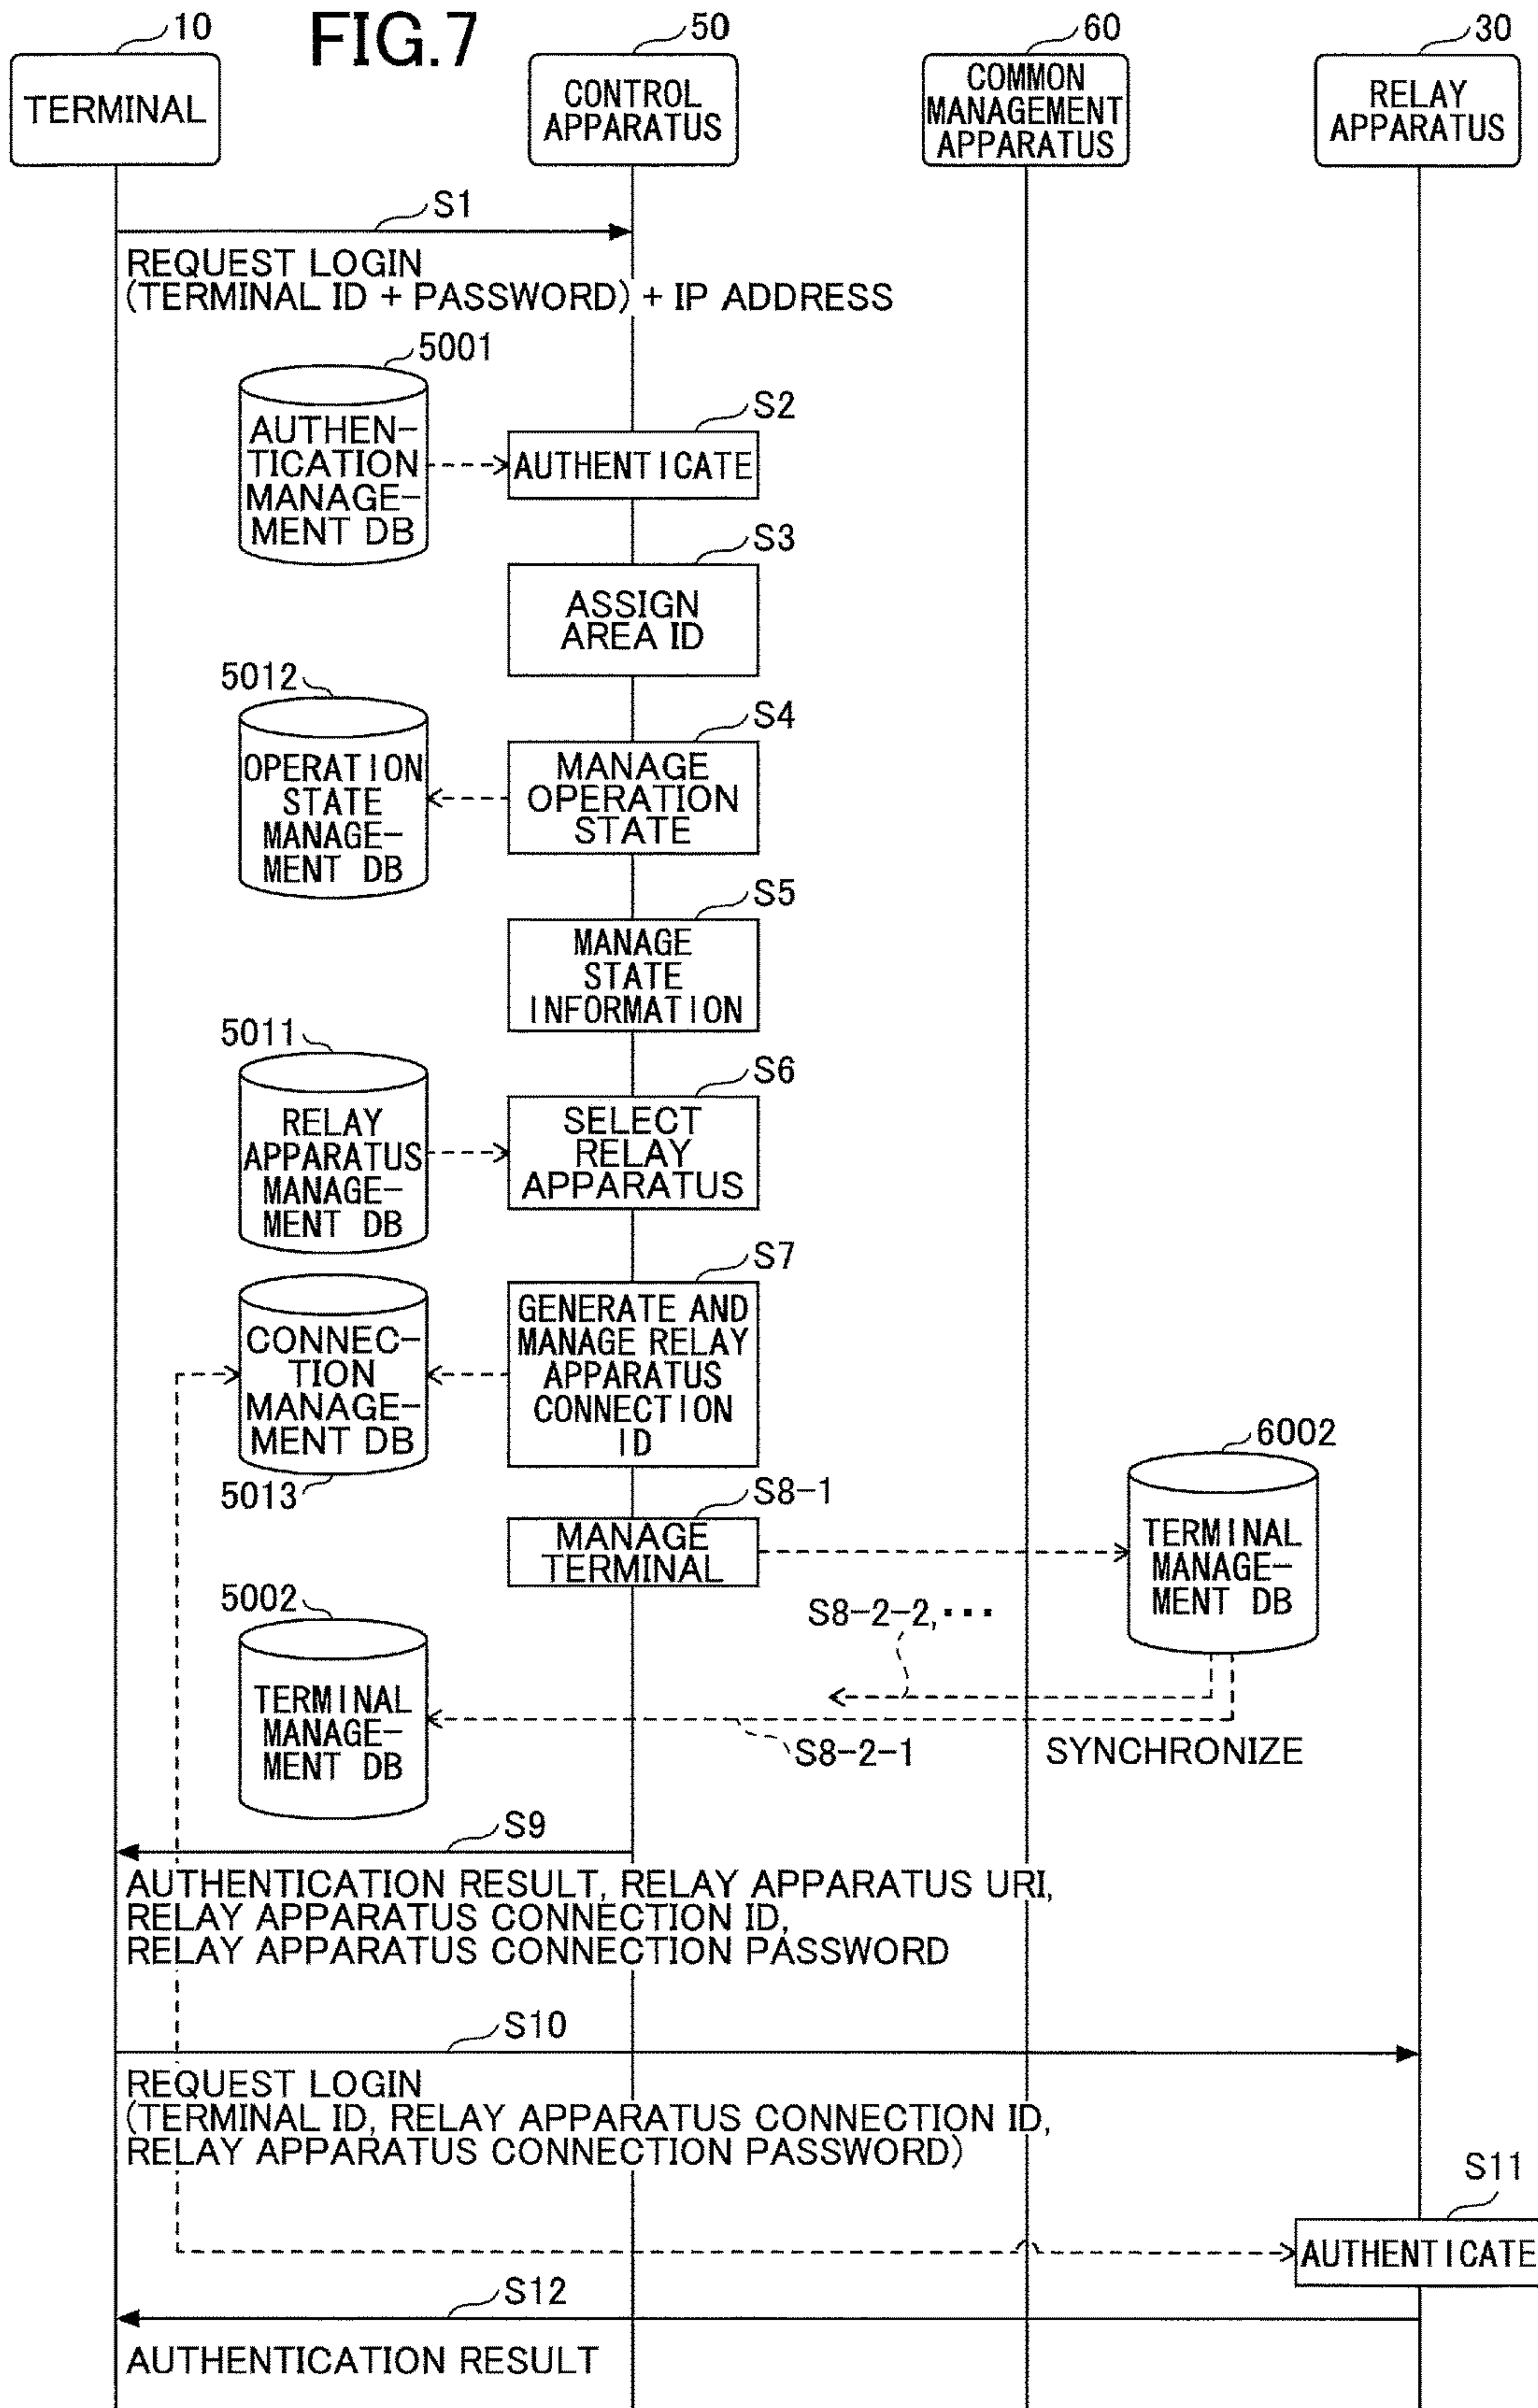 FIG.7
10
50
60
30
TERMINAL
CONTROL
APPARATUS
COMMON
MANAGEMENT
APPARATUS
RELAY
APPARATUS
S1
REQUEST LOGIN
(TERMINAL ID + PASSWORD) + IP ADDRESS
5001
AUTHEN-
TICATION
MANAGE-
MENT DB
S2
AUTHENTICATE
S3
ASSIGN
AREA ID
5012
OPERATION
STATE
MANAGE-
MENT DB
S4
MANAGE
OPERATION
STATE
S5
MANAGE
STATE
INFORMATION
5011
RELAY
APPARATUS
MANAGE-
MENT DB
S6
SELECT
RELAY
APPARATUS
S7
GENERATE AND
MANAGE RELAY
APPARATUS
CONNECTION
ID
CONNEC-
TION
MANAGE-
MENT DB
5013
S8-1
MANAGE
TERMINAL
6002
TERMINAL
MANAGE-
MENT DB
5002
TERMINAL
MANAGE-
MENT DB
S8-2-2,･･･
S8-2-1
SYNCHRONIZE
S9
AUTHENTICATION RESULT, RELAY APPARATUS URI,
RELAY APPARATUS CONNECTION ID,
RELAY APPARATUS CONNECTION PASSWORD
S10
REQUEST LOGIN
(TERMINAL ID, RELAY APPARATUS CONNECTION ID,
RELAY APPARATUS CONNECTION PASSWORD)
S11
AUTHENTICATE
S12
AUTHENTICATION RESULT